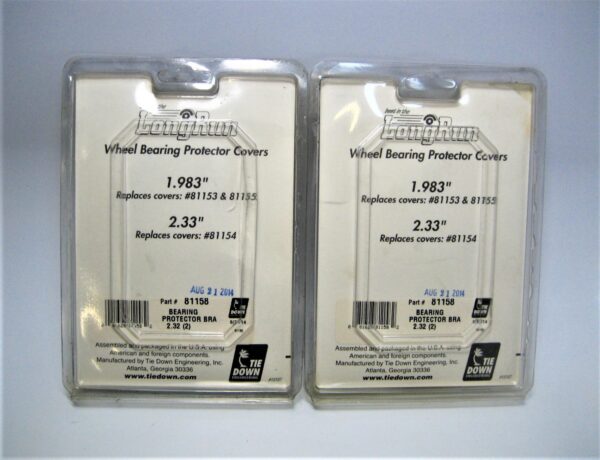 the
LongRun
Wheel Bearing Protector Covers
1.983"
Replaces covers: #81153 & 81155
2.33"
Replaces covers: #81154
AUG 21 2014
Part # 81158
BEARING
PROTECTOR BRA
2.32 (2)
Assembled and packaged in the U.S.A. using
American and foreign components.
Manufactured by Tie Down Engineering, Inc.
Atlanta, Georgia 30336
www.tiedown.com
TIE
DOWN
ENGINEERING
in the
LongRun
Wheel Bearing Protector Covers
1.983"
Replaces covers: #81153 & 81155
2.33"
Replaces covers: #81154
AUG 21 2014
Part # 81158
BEARING
PROTECTOR BRA
2.32 (2)
Assembled and packaged in the U.S.A. using
American and foreign components.
Manufactured by Tie Down Engineering, Inc.
Atlanta, Georgia 30336
www.tiedown.com
TIE
DOWN
ENGINEERING